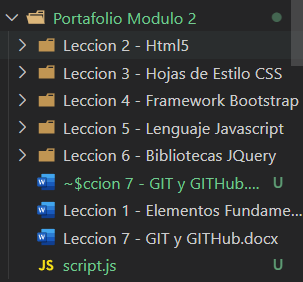 Portafolio Modulo 2
Leccion 2 - Html5
Leccion 3 - Hojas de Estilo CSS
Leccion 4 - Framework Bootstrap
Leccion 5 - Lenguaje Javascript
Leccion 6 - Bibliotecas JQuery
~$ccion 7 - GIT y GITHub.... U
Leccion 1 - Elementos Fundame...
Leccion 7 - GIT y GITHub.docx
JS script.js U